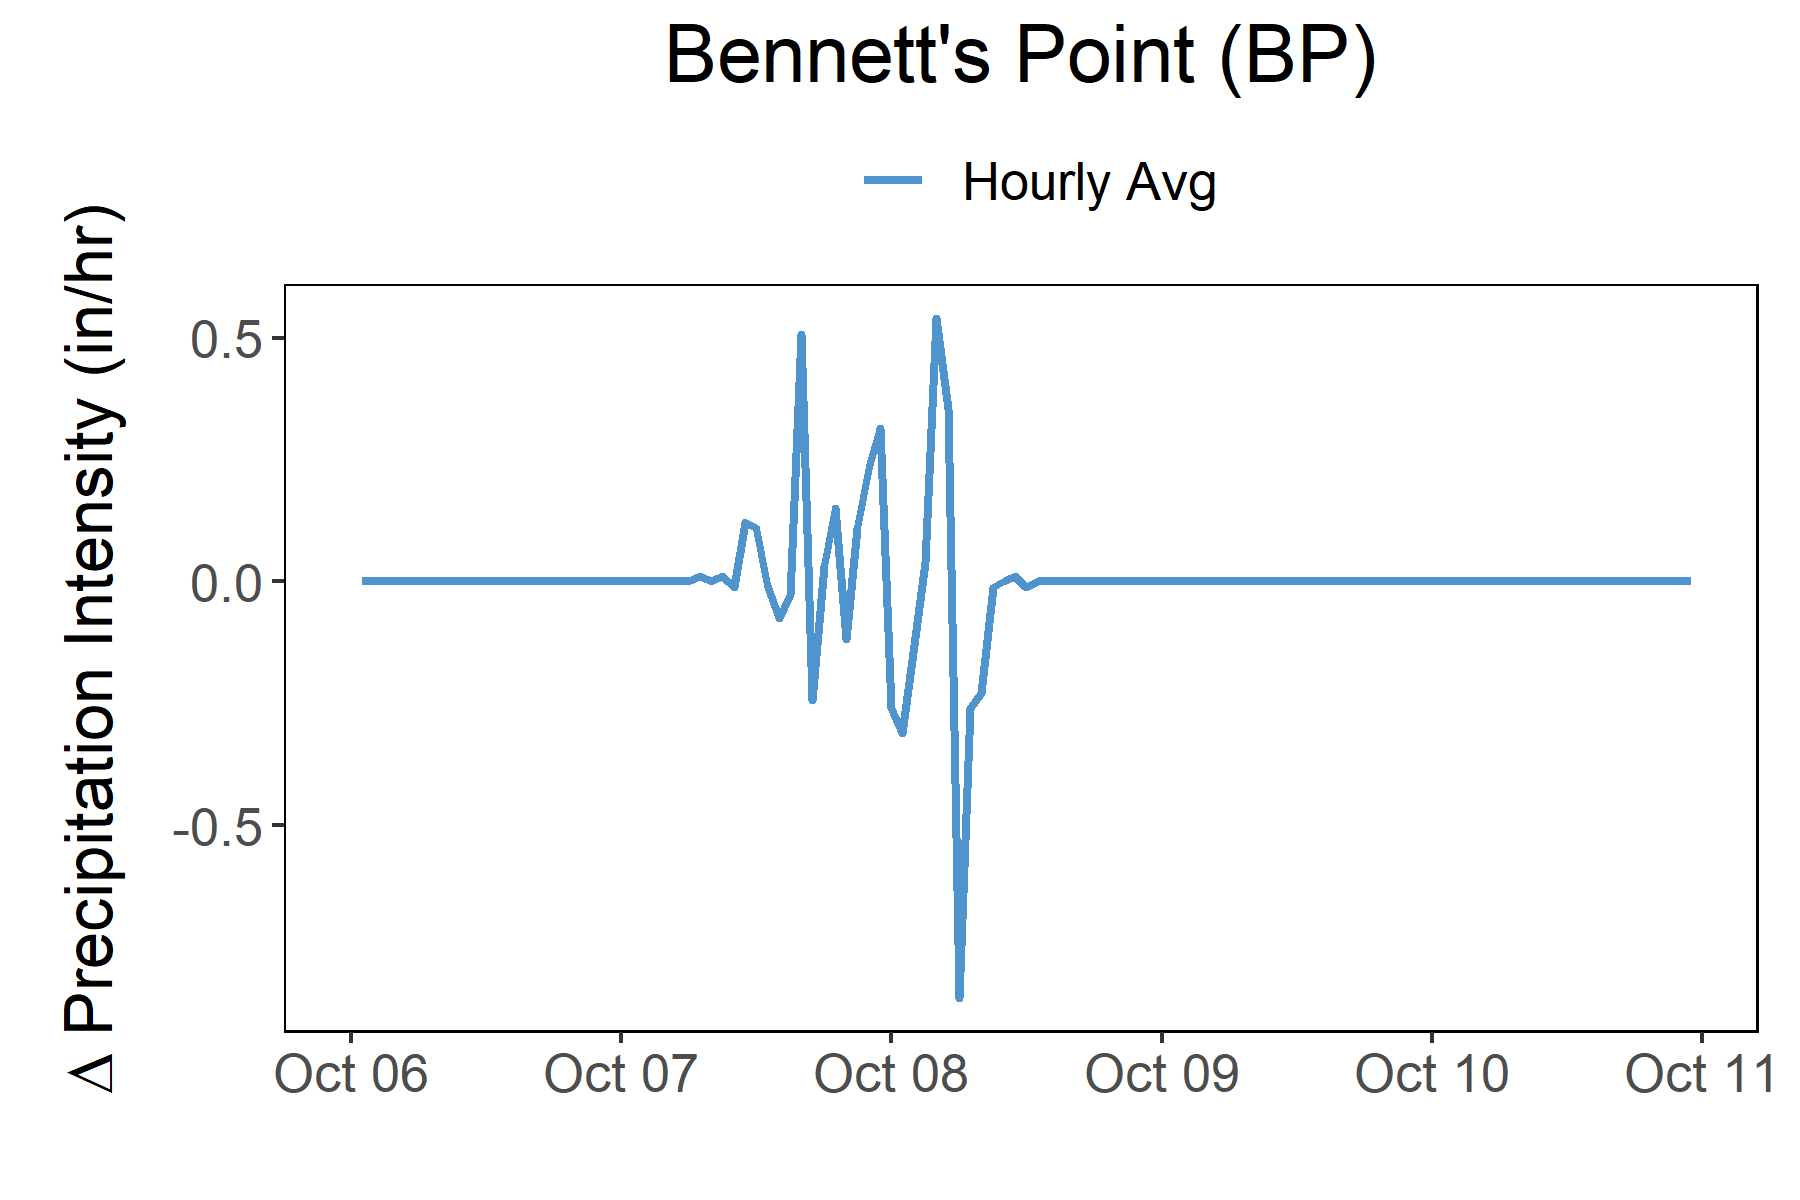 Bennett's Point (BP)
Hourly Avg
Δ Precipitation Intensity (in/hr)
0.5
0.0
-0.5
Oct 06
Oct 07
Oct 08
Oct 09
Oct 10
Oct 11